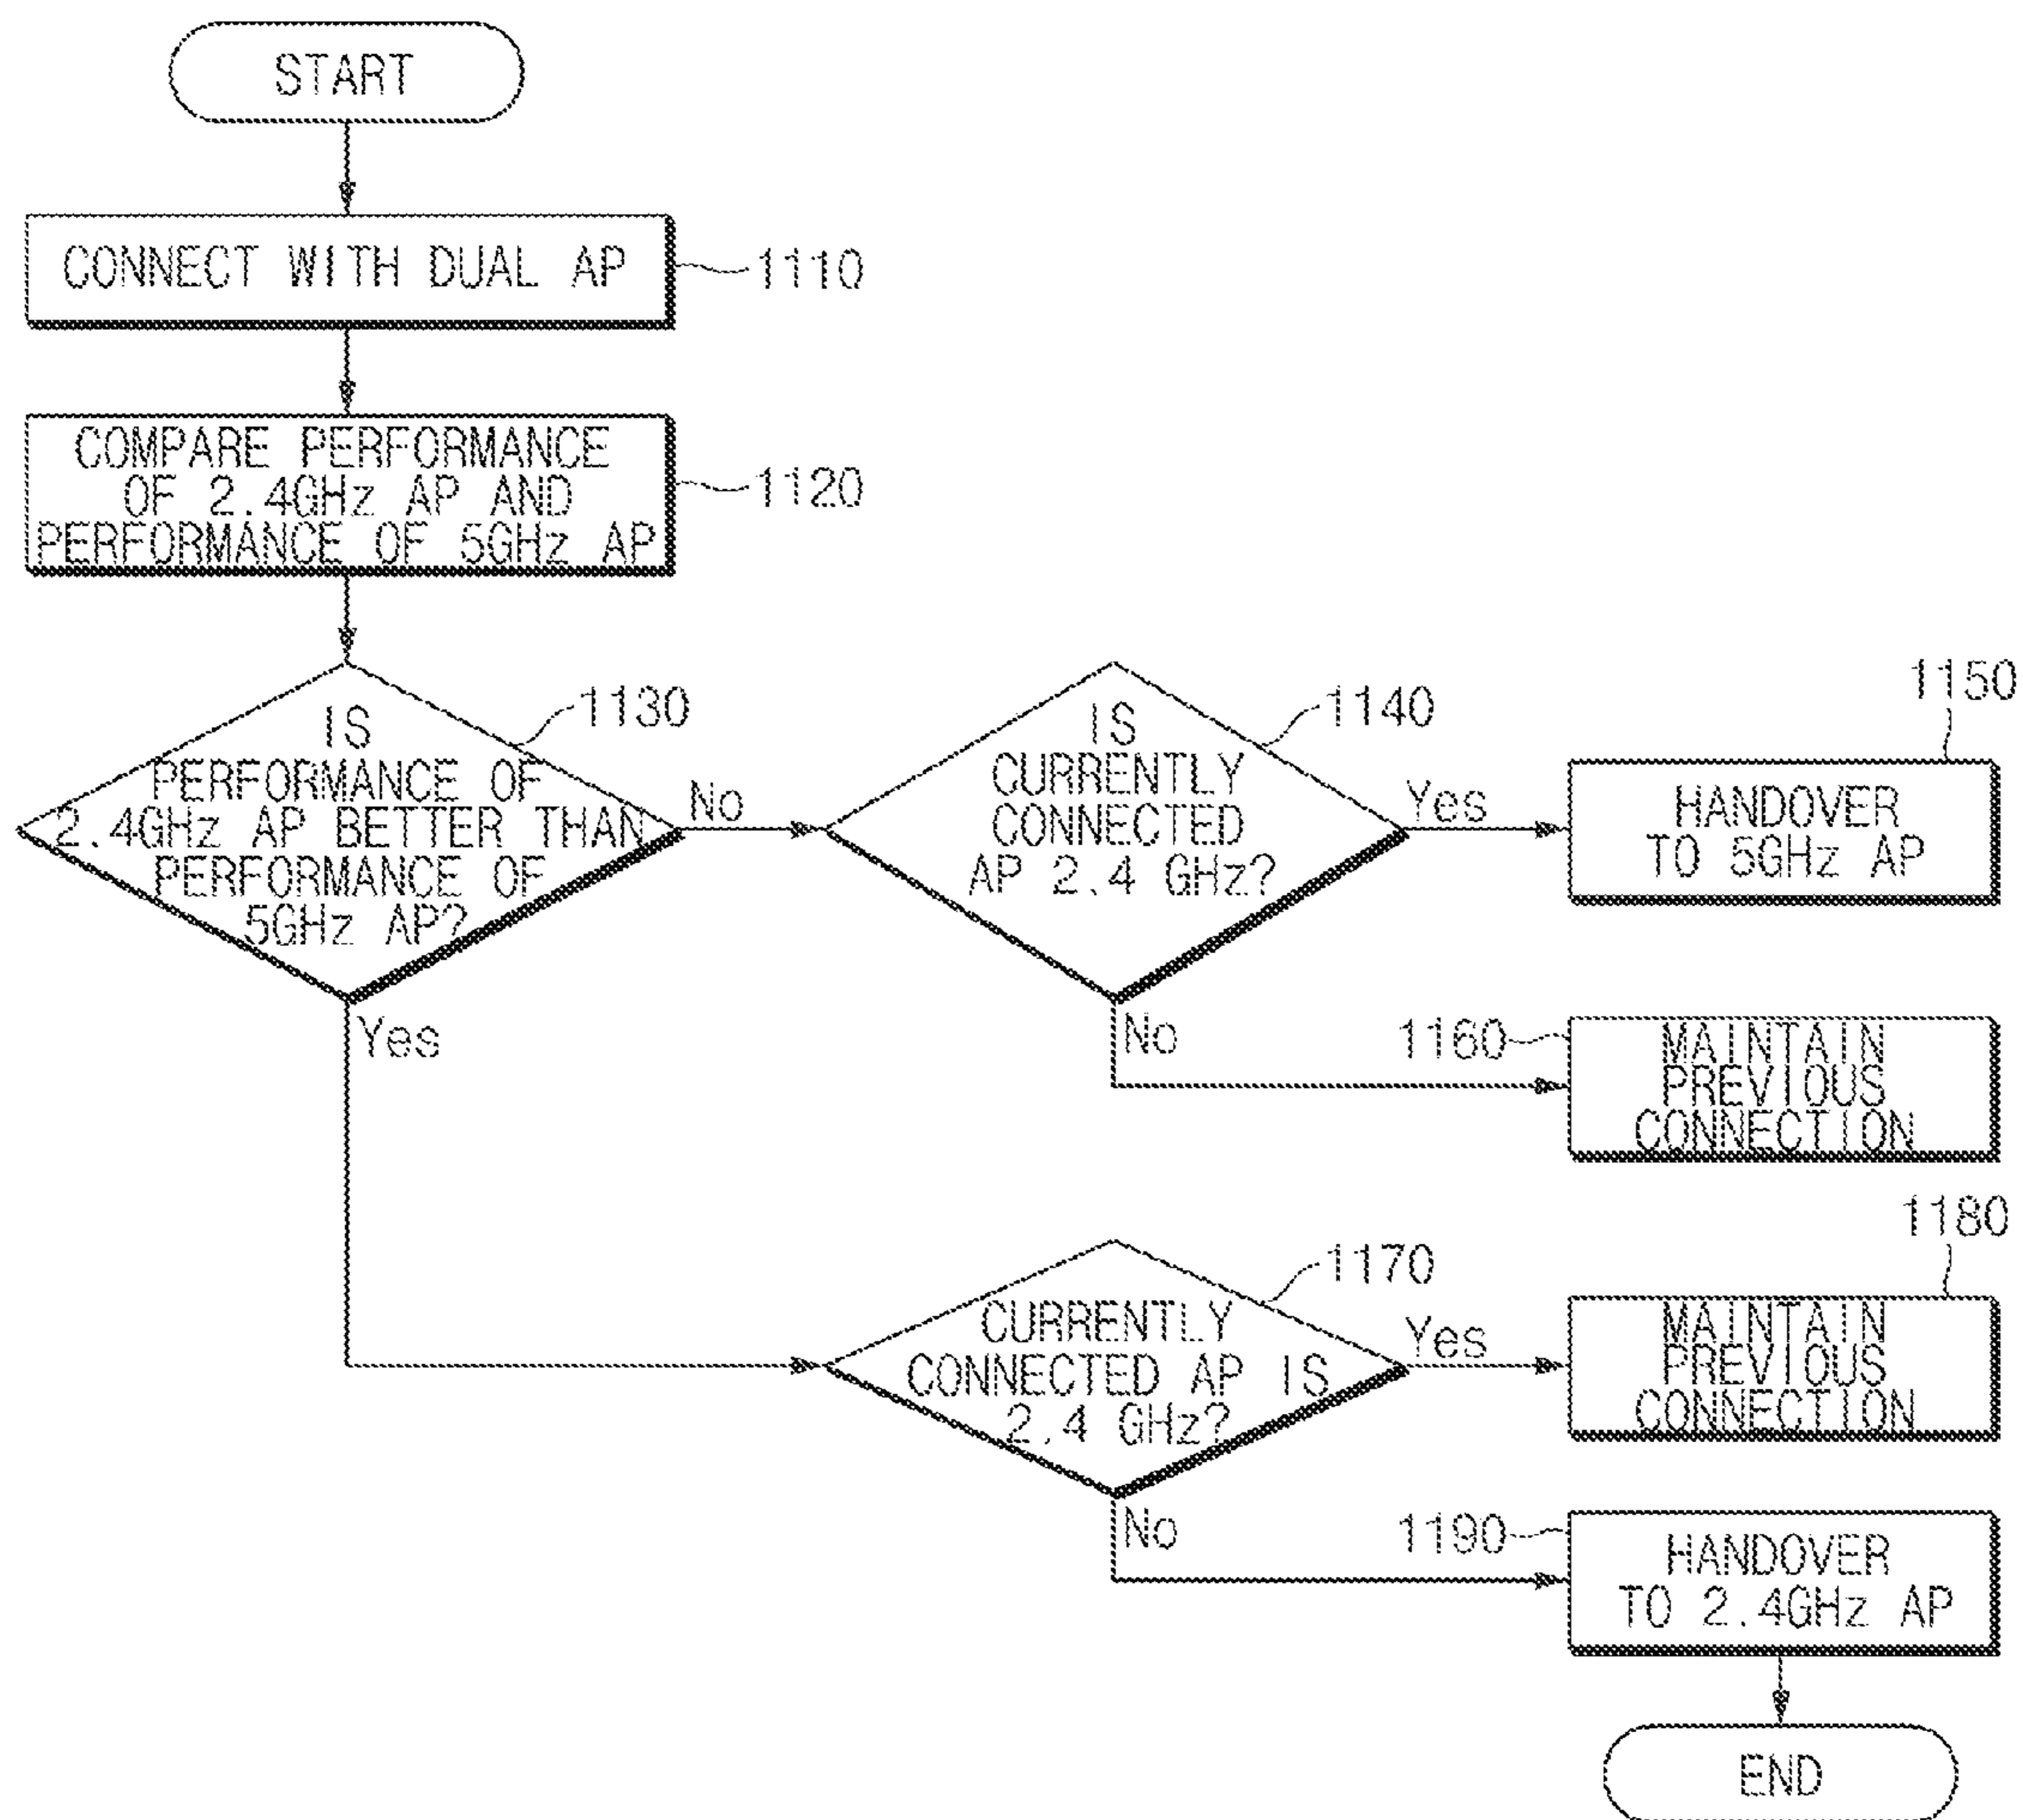 START
CONNECT WITH DUAL AP
1110
COMPARE PERFORMANCE
OF 2.4GHz AP AND
PERFORMANCE OF 5GHz AP
1120
IS
PERFORMANCE OF
2.4GHz AP BETTER THAN
PERFORMANCE OF
5GHz AP?
1130
No
Yes
IS
CURRENTLY
CONNECTED
AP 2.4 GHz?
1140
Yes
No
1150
HANDOVER
TO 5GHz AP
1160
MAINTAIN
PREVIOUS
CONNECTION
CURRENTLY
CONNECTED AP IS
2.4 GHz?
1170
Yes
No
1180
MAINTAIN
PREVIOUS
CONNECTION
1190
HANDOVER
TO 2.4GHz AP
END